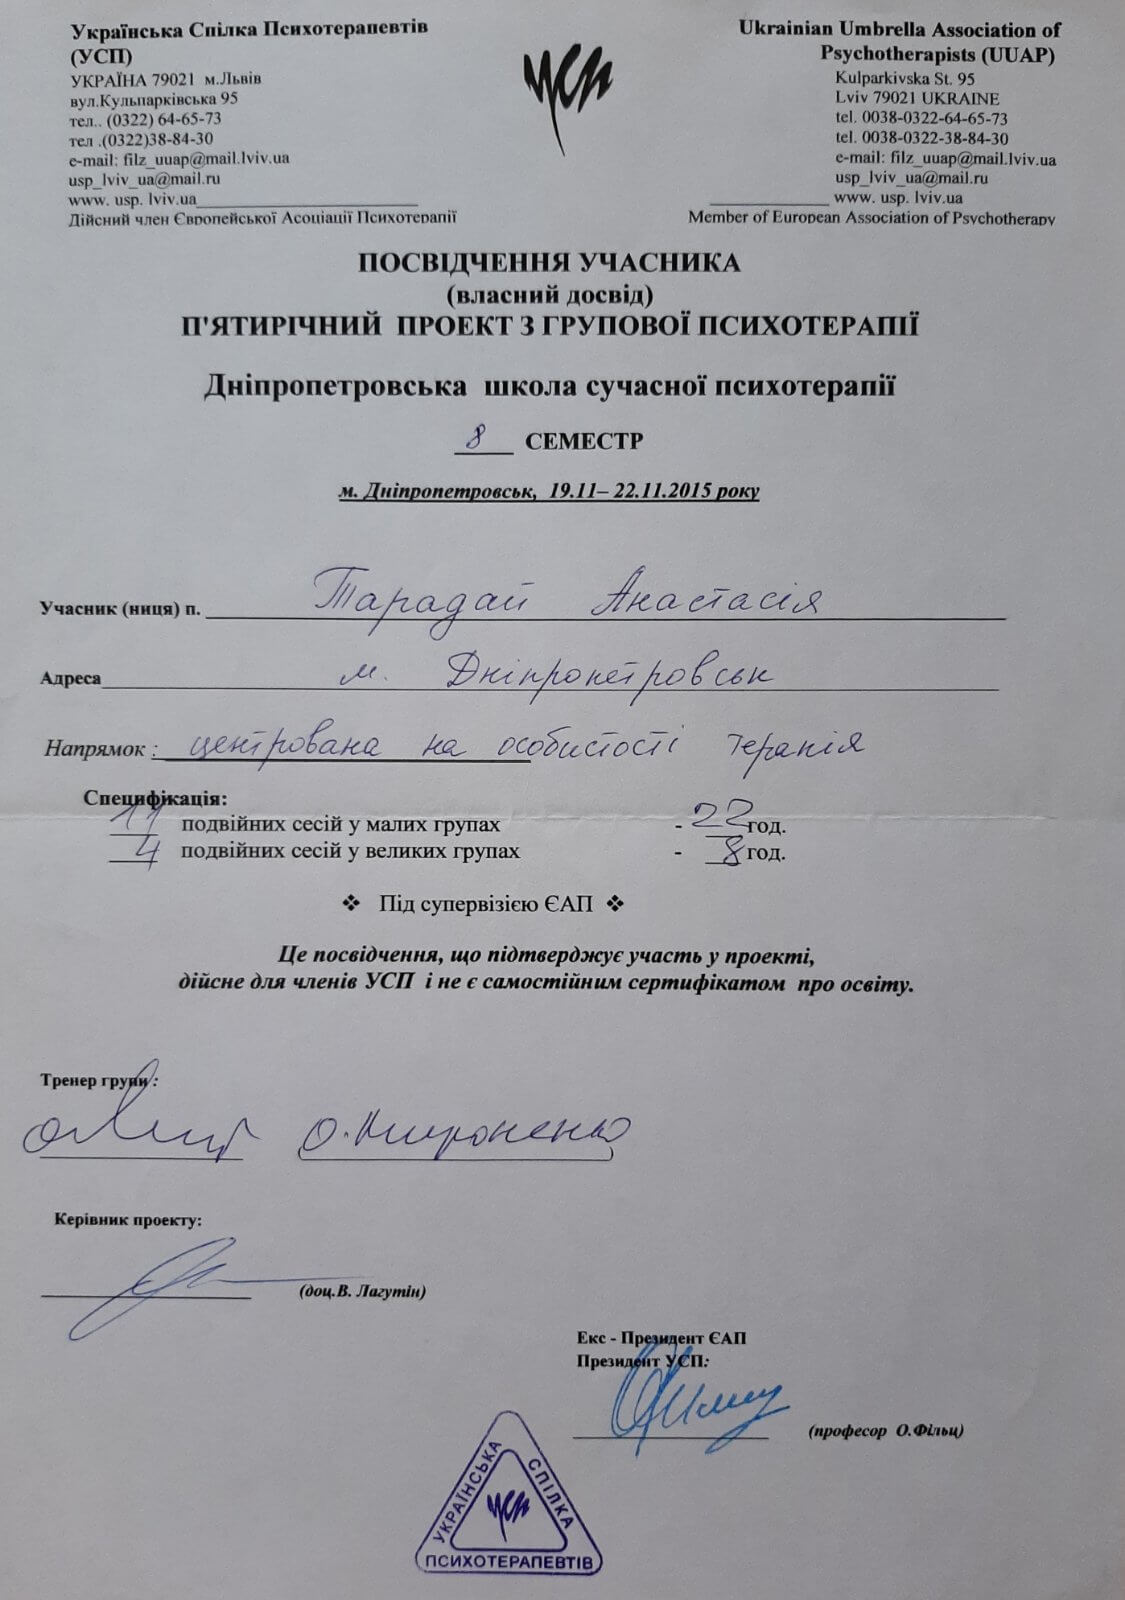 Українська Спілка Психотерапевтів
(УСП)
УКРАЇНА 79021 м.Львів
вул.Кульпарківська 95
тел.. (0322) 64-65-73
тел .(0322)38-84-30
e-mail: filz_uuap@mail.lviv.ua
usp_lviv_ua@mail.ru
www. usp. lviv.ua
Дійсний член Європейської Асоціації Психотерапії
усп
Ukrainian Umbrella Association of
Psychotherapists (UUAP)
Kulparkivska St. 95
Lviv 79021 UKRAINE
tel. 0038-0322-64-65-73
tel. 0038-0322-38-84-30
e-mail: filz_uuap@mail.lviv.ua
usp_lviv_ua@mail.ru
www. usp. lviv.ua
Member of European Association of Psychotherapy
ПОСВІДЧЕННЯ УЧАСНИКА
(власний досвід)
П'ЯТИРІЧНИЙ ПРОЕКТ З ГРУПОВОЇ ПСИХОТЕРАПІЇ
Дніпропетровська школа сучасної психотерапії
8 СЕМЕСТР
м. Дніпропетровськ, 19.11– 22.11.2015 року
Учасник (ниця) п. Тарадай Анастасія
Адреса м. Дніпропетровськ
Напрямок : центрована на особистості терапія
Специфікація:
11 подвійних сесій у малих групах - 22 год.
4 подвійних сесій у великих групах - 8 год.
❖ Під супервізією ЄАП ❖
Це посвідчення, що підтверджує участь у проекті,
дійсне для членів УСП і не є самостійним сертифікатом про освіту.
Тренер групи :
О. Мироненко
Керівник проекту:
(доц.В. Лагутін)
Екс - Президент ЄАП
Президент УСП:
(професор О.Фільц)
УКРАЇНСЬКА СПІЛКА
усп
ПСИХОТЕРАПЕВТІВ